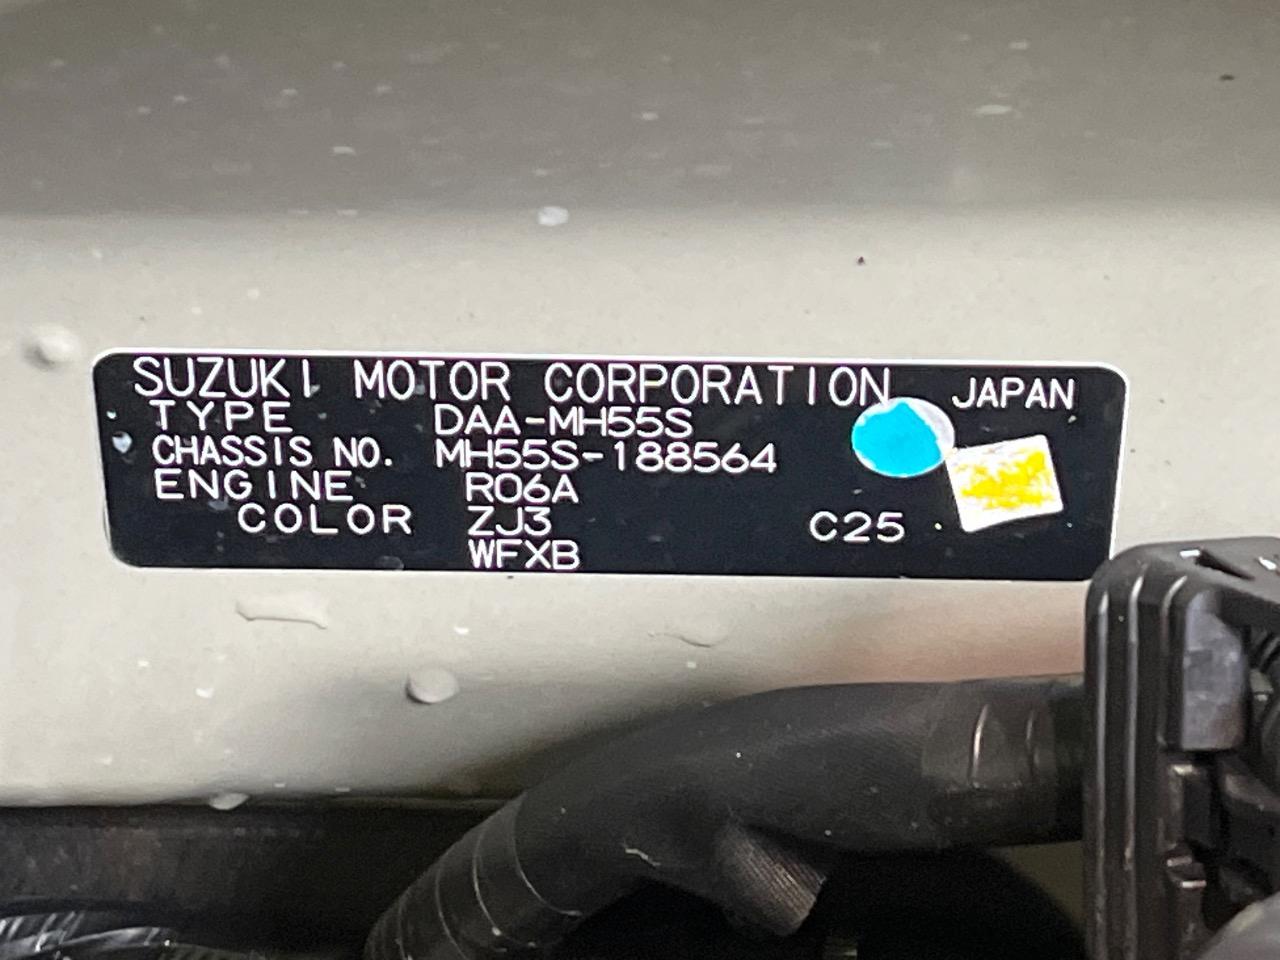 SUZUKI MOTOR CORPORATION JAPAN
TYPE DAA-MH55S
CHASSIS NO. MH55S-188564
ENGINE R06A
COLOR ZJ3 C25
WFXB